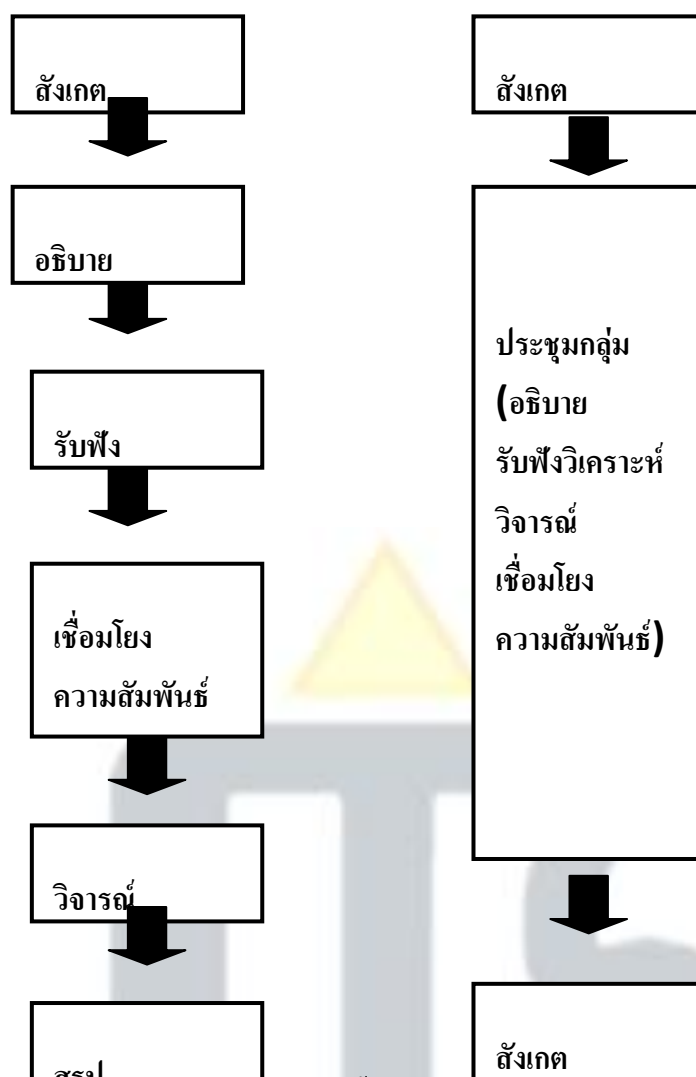 สังเกต
อธิบาย
รับฟัง
เชื่อมโยง
ความสัมพันธ์
วิจารณ์
สรุป
สังเกต
ประชุมกลุ่ม
(อธิบาย
รับฟังวิเคราะห์
วิจารณ์
เชื่อมโยง
ความสัมพันธ์)
สังเกต